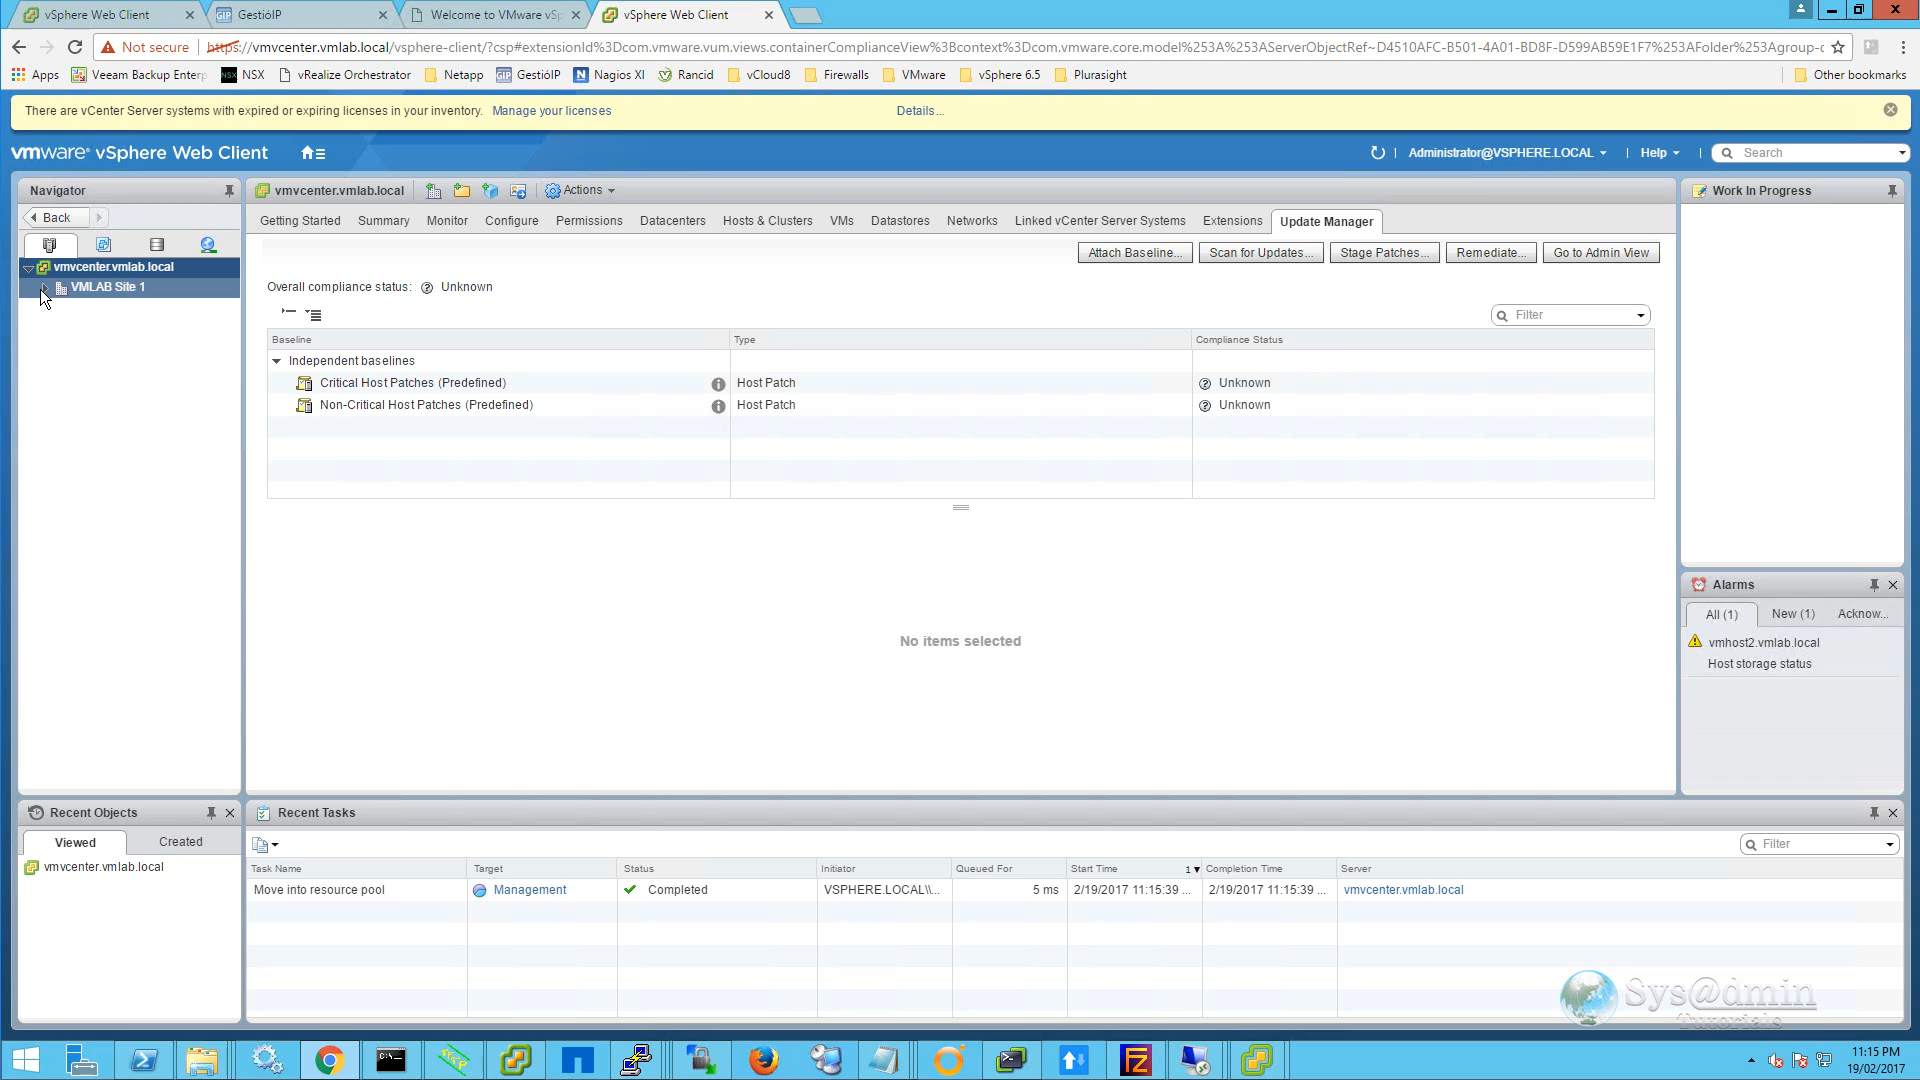 vSphere Web Client
GestióIP
Welcome to VMware vSp
vSphere Web Client
Not secure
https://vmvcenter.vmlab.local/vsphere-client/?csp#extensionId%3Dcom.vmware.vum.views.containerComplianceView%3Bcontext%3Dcom.vmware.core.model%253A%253AServerObjectRef~D4510AFC-B501-4A01-BD8F-D599AB59E1F7%253AFolder%253Agroup-d
Apps
Veeam Backup Enterp
NSX
NSX
vRealize Orchestrator
Netapp
GestióIP
Nagios XI
Rancid
vCloud8
Firewalls
VMware
vSphere 6.5
Plurasight
Other bookmarks
There are vCenter Server systems with expired or expiring licenses in your inventory. Manage your licenses
Details...
vmware® vSphere Web Client
Administrator@VSPHERE.LOCAL
Help
Search
Navigator
vmvcenter.vmlab.local
Actions
Work In Progress
Back
Getting Started
Summary
Monitor
Configure
Permissions
Datacenters
Hosts & Clusters
VMs
Datastores
Networks
Linked vCenter Server Systems
Extensions
Update Manager
vmvcenter.vmlab.local
VMLAB Site 1
Attach Baseline...
Scan for Updates...
Stage Patches...
Remediate...
Go to Admin View
Overall compliance status: Unknown
Filter
Baseline
Type
Compliance Status
Independent baselines
Critical Host Patches (Predefined)
Host Patch
Unknown
Non-Critical Host Patches (Predefined)
Host Patch
Unknown
No items selected
Alarms
All (1)
New (1)
Acknow...
vmhost2.vmlab.local
Host storage status
Recent Objects
Viewed
Created
vmvcenter.vmlab.local
Recent Tasks
Filter
Task Name
Target
Status
Initiator
Queued For
Start Time
1
Completion Time
Server
Move into resource pool
Management
Completed
VSPHERE.LOCAL\\...
5 ms
2/19/2017 11:15:39 ...
2/19/2017 11:15:39 ...
vmvcenter.vmlab.local
Sys@dmin
Tutorials
11:15 PM
19/02/2017